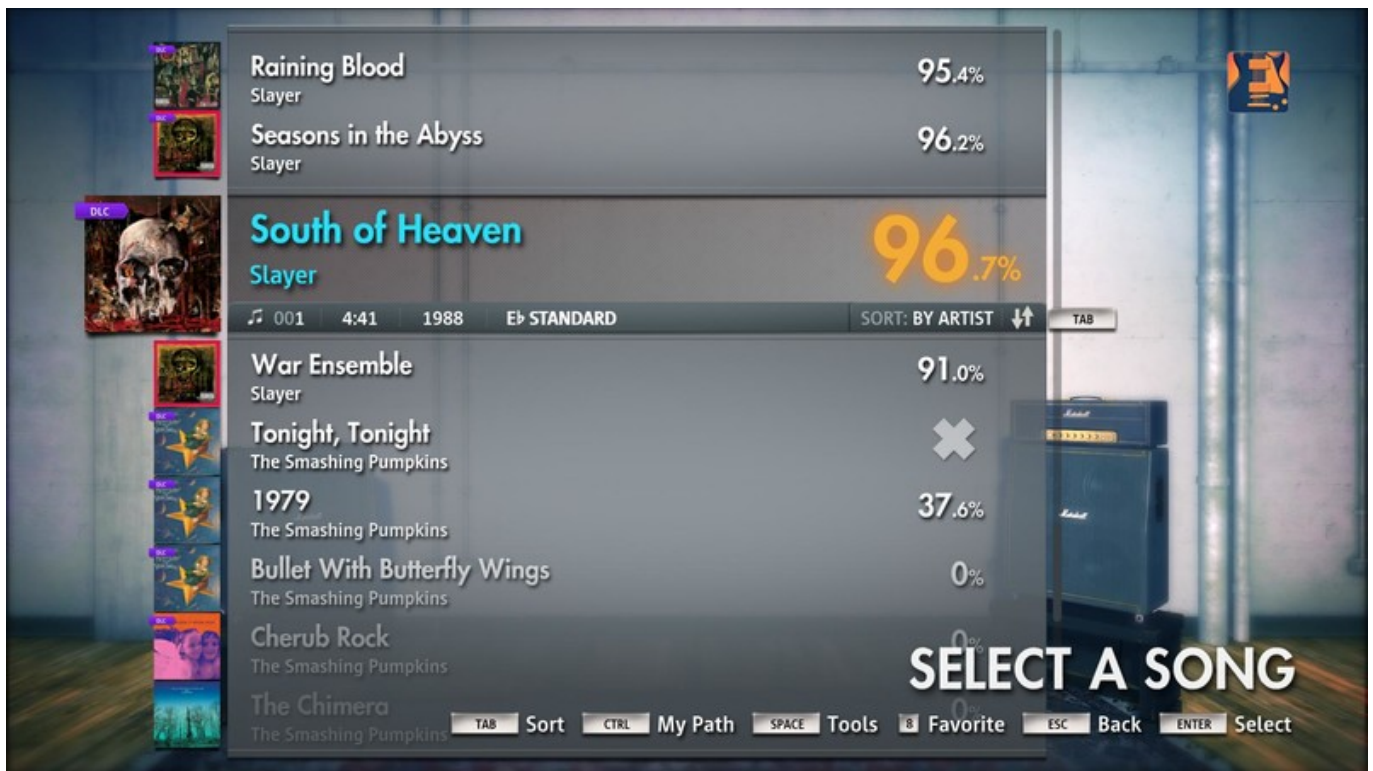 Raining Blood
95.4%
Slayer
Seasons in the Abyss
96.2%
Slayer
DLC
South of Heaven
96.7%
Slayer
001 4:41 1988 E♭ STANDARD SORT: BY ARTIST TAB
War Ensemble
91.0%
Slayer
Tonight, Tonight
The Smashing Pumpkins
1979
37.6%
The Smashing Pumpkins
Bullet With Butterfly Wings
0%
The Smashing Pumpkins
Cherub Rock
0%
The Smashing Pumpkins
SELECT A SONG
The Chimera
0%
The Smashing Pumpkins
TAB Sort CTRL My Path SPACE Tools 8 Favorite ESC Back ENTER Select
Marshall
Marshall